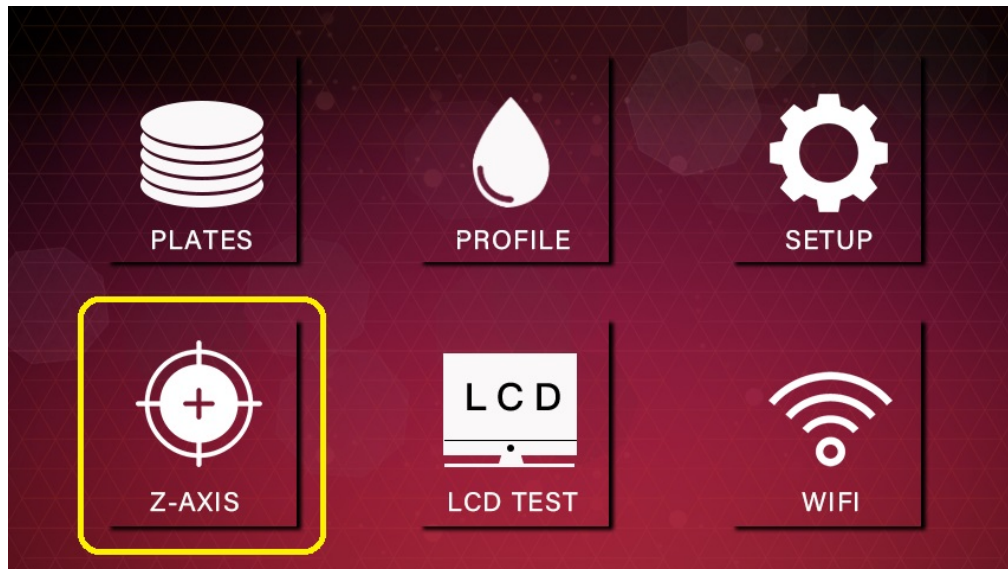 PLATES
PROFILE
SETUP
Z-AXIS
LCD
LCD TEST
WIFI